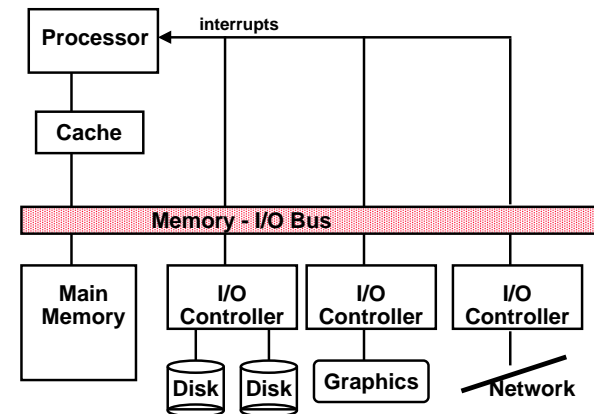 interrupts
Processor
Cache
Memory - I/O Bus
Main
Memory
I/O
Controller
I/O
Controller
I/O
Controller
Disk
Disk
Graphics
Network